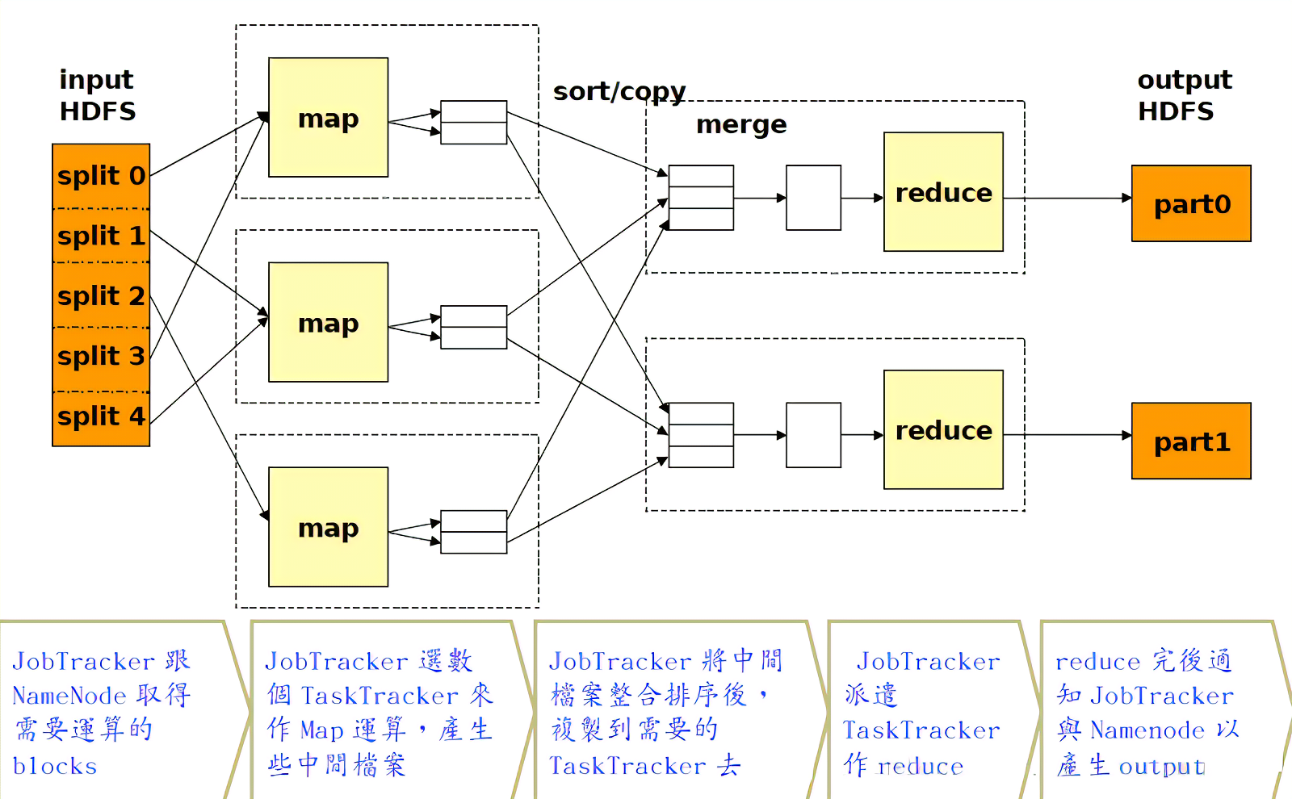 input
HDFS
split 0
split 1
split 2
split 3
split 4
map
map
map
sort/copy
merge
reduce
reduce
output
HDFS
part0
part1
JobTracker 跟
NameNode 取得
需要運算的
blocks
JobTracker 選數
個 TaskTracker 來
作 Map 運算，產生
些中間檔案
JobTracker 將中間
檔案整合排序後，
複製到需要的
TaskTracker 去
JobTracker
派遣
TaskTracker
作 reduce
reduce 完後通
知 JobTracker
與 Namenode 以
產生 output